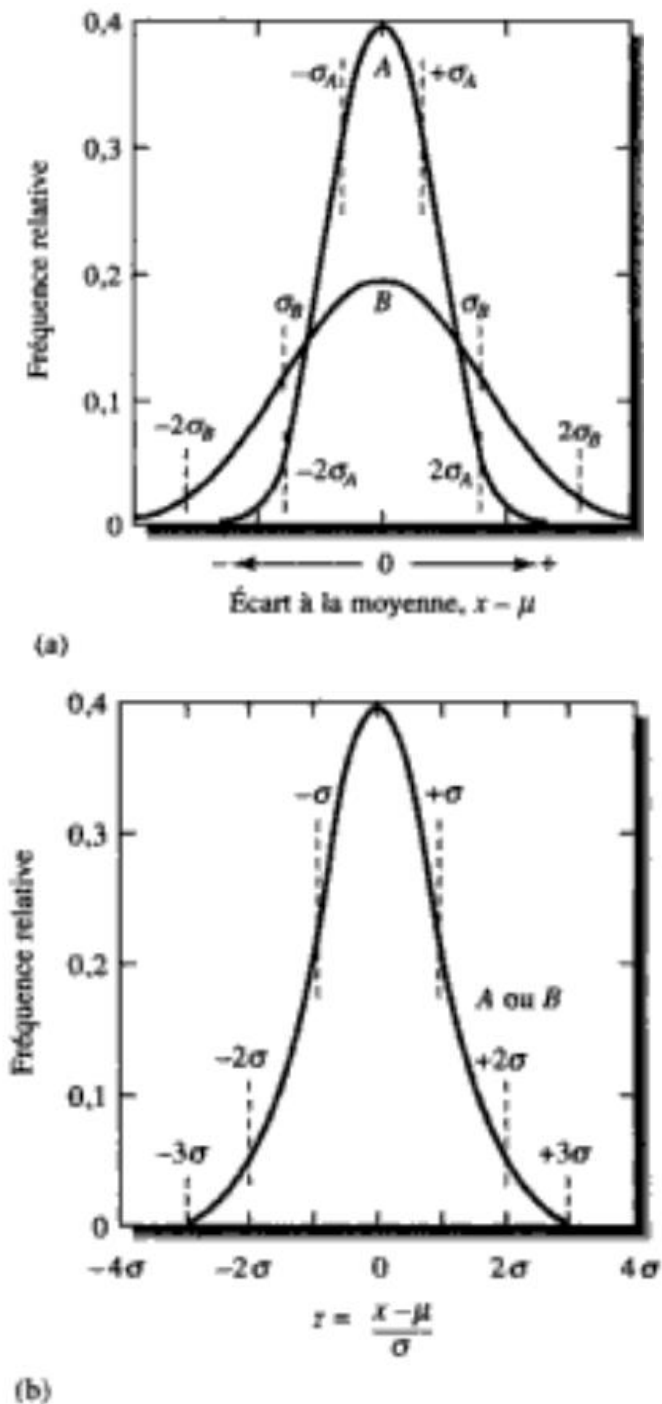 0,4
−σA
A
+σA
0,3
Fréquence relative
0,2
σB
B
σB
0,1
−2σB
−2σA
2σA
2σB
0
− 0 +
Écart à la moyenne, x − μ
(a)
0,4
−σ
+σ
0,3
Fréquence relative
0,2
A ou B
−2σ
+2σ
0,1
−3σ
+3σ
0
−4σ −2σ 0 2σ 4σ
z = x − μ
σ
(b)